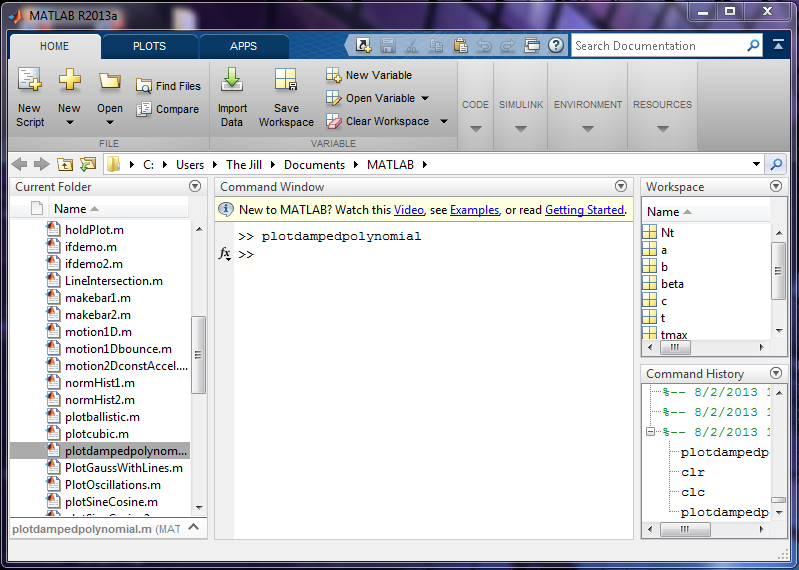 MATLAB R2013a
HOME PLOTS APPS
Search Documentation
New Script
New
Open
Find Files
Compare
FILE
Import Data
Save Workspace
New Variable
Open Variable
Clear Workspace
VARIABLE
CODE
SIMULINK
ENVIRONMENT
RESOURCES
C: Users The Jill Documents MATLAB
Current Folder
Name
holdPlot.m
ifdemo.m
ifdemo2.m
LineIntersection.m
makebar1.m
makebar2.m
motion1D.m
motion1Dbounce.m
motion2DconstAccel....
normHist1.m
normHist2.m
plotballistic.m
plotcubic.m
plotdampedpolynom...
PlotGaussWithLines.m
PlotOscillations.m
plotSineCosine.m
plotdampedpolynomial.m (MAT
Command Window
New to MATLAB? Watch this Video, see Examples, or read Getting Started.
>> plotdampedpolynomial
fx >>
Workspace
Name
Nt
a
b
beta
c
t
tmax
Command History
%-- 8/2/2013 1
%-- 8/2/2013 1
%-- 8/2/2013 1
plotdampedp
clr
clc
plotdampedp